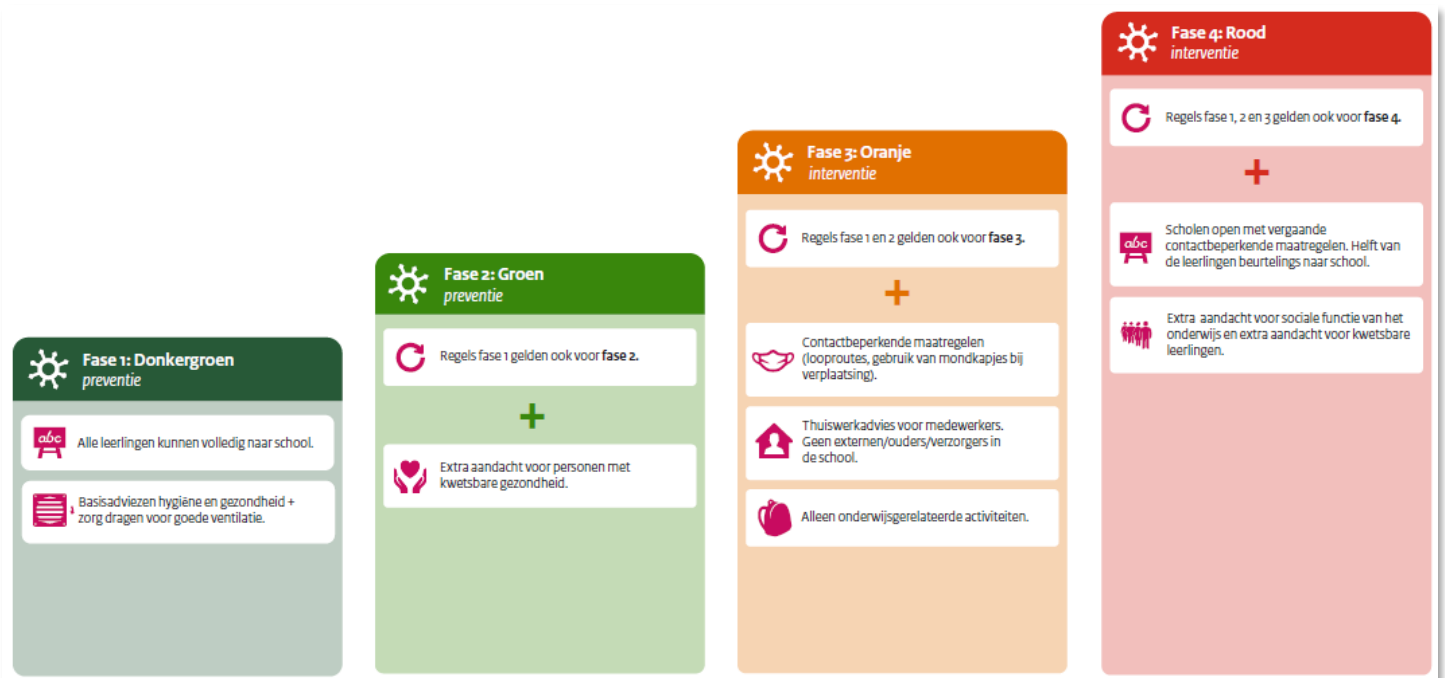 Fase 1: Donkergroen
preventie
abc
Alle leerlingen kunnen volledig naar school.
Basisadviezen hygiëne en gezondheid +
zorg dragen voor goede ventilatie.
Fase 2: Groen
preventie
Regels fase 1 gelden ook voor fase 2.
+
Extra aandacht voor personen met
kwetsbare gezondheid.
Fase 3: Oranje
interventie
Regels fase 1 en 2 gelden ook voor fase 3.
+
Contactbeperkende maatregelen
(looproutes, gebruik van mondkapjes bij
verplaatsing).
Thuiswerkadvies voor medewerkers.
Geen externen/ouders/verzorgers in
de school.
Alleen onderwijsgerelateerde activiteiten.
Fase 4: Rood
interventie
Regels fase 1, 2 en 3 gelden ook voor fase 4.
+
abc
Scholen open met vergaande
contactbeperkende maatregelen. Helft van
de leerlingen beurtelings naar school.
Extra aandacht voor sociale functie van het
onderwijs en extra aandacht voor kwetsbare
leerlingen.